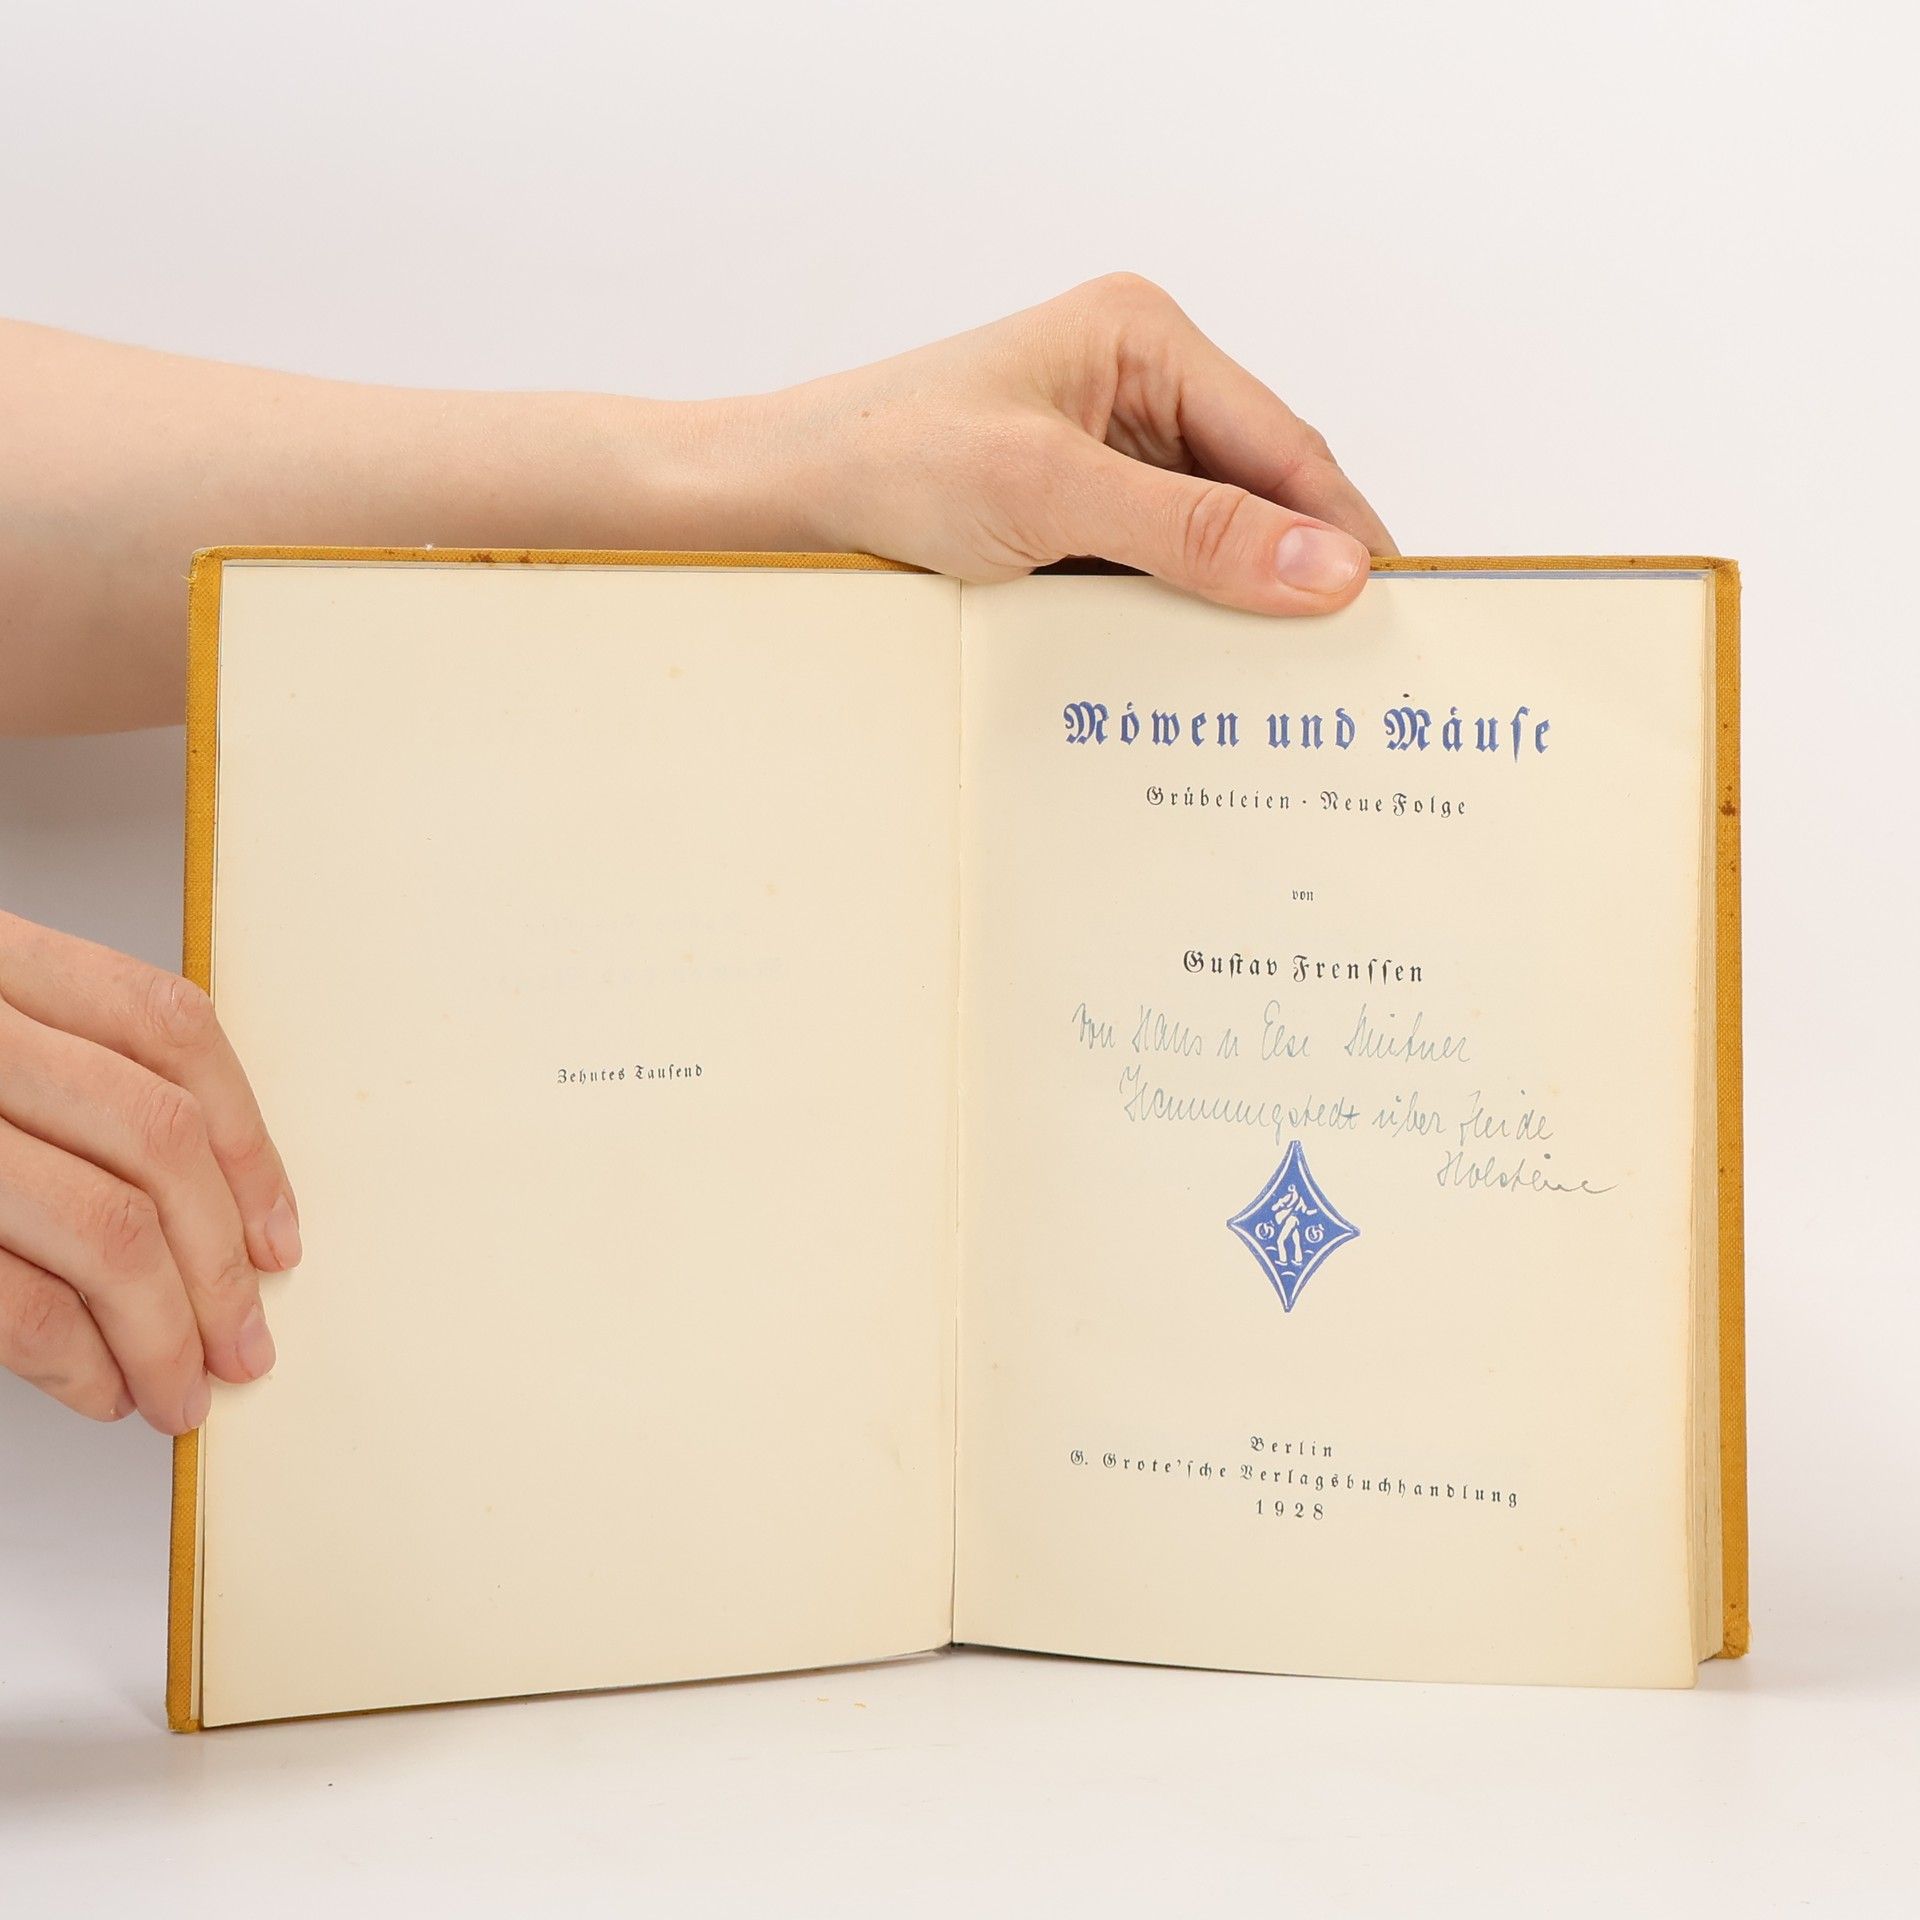 Zehntes Tausend
Möwen und Mäuse
Grübeleien · Neue Folge
von
Gustav Frenssen
von Hans u Else
Hemmingstedt über Heide
Holstein
G G
Berlin
G. Grote'sche Verlagsbuchhandlung
1928